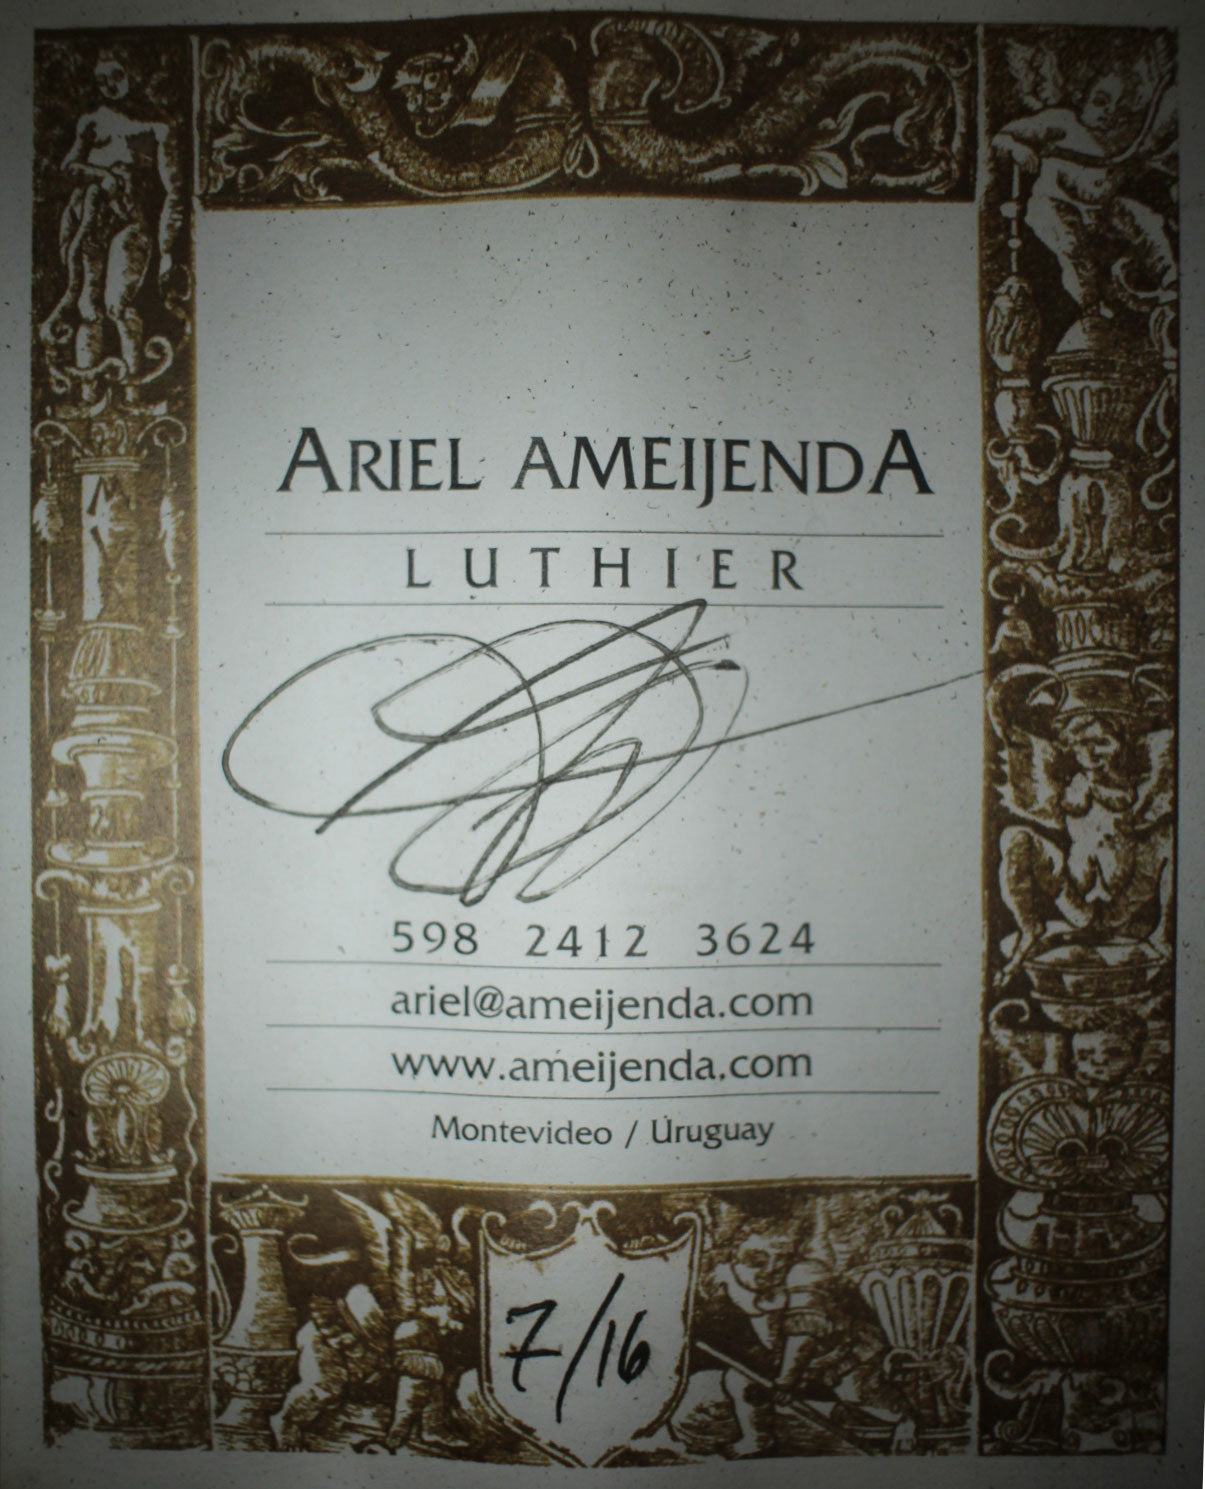 ARIEL AMEIJENDA
LUTHIER
598 2412 3624
ariel@ameijenda.com
www.ameijenda.com
Montevideo / Uruguay
7/16